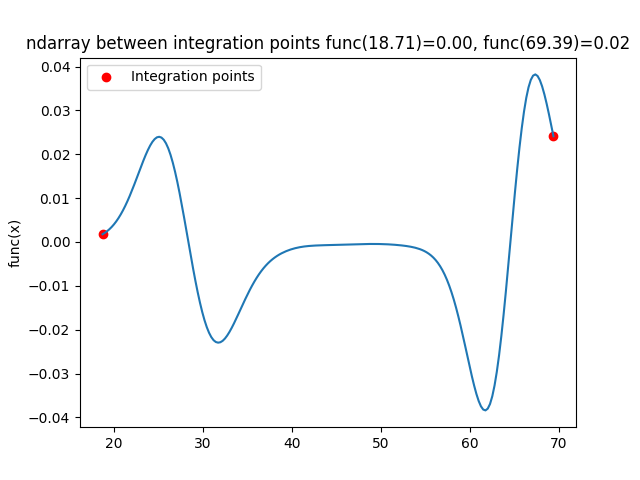 ndarray between integration points func(18.71)=0.00, func(69.39)=0.02
Integration points
func(x)
0.04
0.03
0.02
0.01
0.00
−0.01
−0.02
−0.03
−0.04
20 30 40 50 60 70